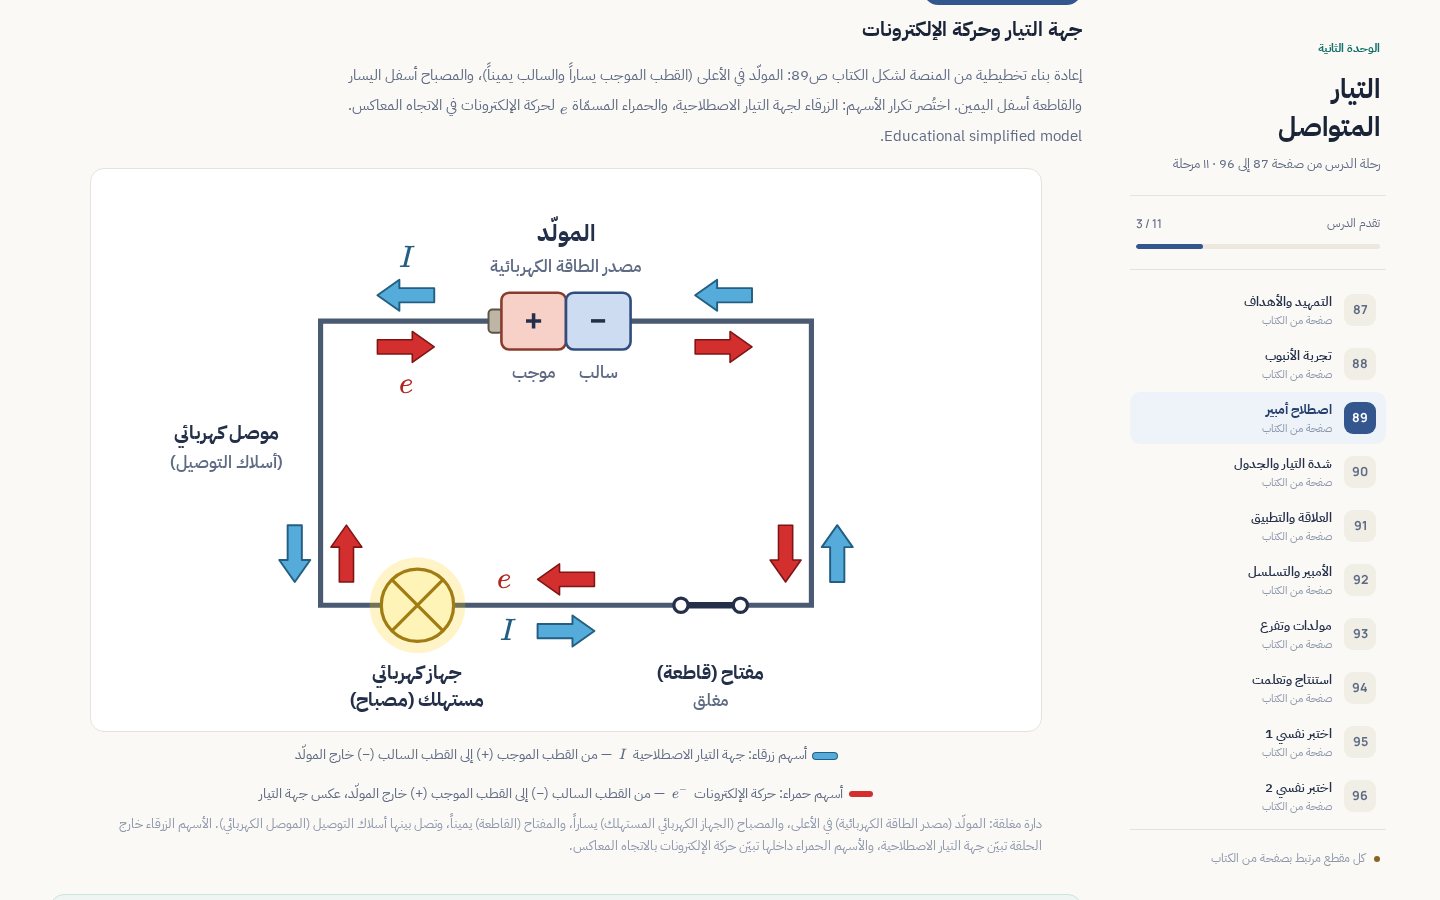 الوحدة الثانية
التيار
المتواصل
رحلة الدرس من صفحة 87 إلى 96 · ١١ مرحلة
تقدم الدرس
3 / 11
87
التمهيد والأهداف
صفحة من الكتاب
88
تجربة الأنبوب
صفحة من الكتاب
89
اصطلاح أمبير
صفحة من الكتاب
90
شدة التيار والجدول
صفحة من الكتاب
91
العلاقة والتطبيق
صفحة من الكتاب
92
الأمبير والتسلسل
صفحة من الكتاب
93
مولدات وتفرع
صفحة من الكتاب
94
استنتاج وتعلمت
صفحة من الكتاب
95
اختبر نفسي 1
صفحة من الكتاب
96
اختبر نفسي 2
صفحة من الكتاب
كل مقطع مرتبط بصفحة من الكتاب
جهة التيار وحركة الإلكترونات
إعادة بناء تخطيطية من المنصة لشكل الكتاب ص89: المولّد في الأعلى (القطب الموجب يساراً والسالب يميناً)، والمصباح أسفل اليسار
والقاطعة أسفل اليمين. اختُصر تكرار الأسهم: الزرقاء لجهة التيار الاصطلاحية، والحمراء المسمّاة e لحركة الإلكترونات في الاتجاه المعاكس.
Educational simplified model.
المولّد
مصدر الطاقة الكهربائية
I
+
−
e
موجب
سالب
موصل كهربائي
(أسلاك التوصيل)
e
I
جهاز كهربائي
مستهلك (مصباح)
مفتاح (قاطعة)
مغلق
أسهم زرقاء: جهة التيار الاصطلاحية I — من القطب الموجب (+) إلى القطب السالب (−) خارج المولّد
أسهم حمراء: حركة الإلكترونات e⁻ — من القطب السالب (−) إلى القطب الموجب (+) خارج المولّد، عكس جهة التيار
دارة مغلقة: المولّد (مصدر الطاقة الكهربائية) في الأعلى، والمصباح (الجهاز الكهربائي المستهلك) يساراً، والمفتاح (القاطعة) يميناً، وتصل بينها أسلاك التوصيل (الموصل الكهربائي). الأسهم الزرقاء خارج
الحلقة تبيّن جهة التيار الاصطلاحية، والأسهم الحمراء داخلها تبيّن حركة الإلكترونات بالاتجاه المعاكس.